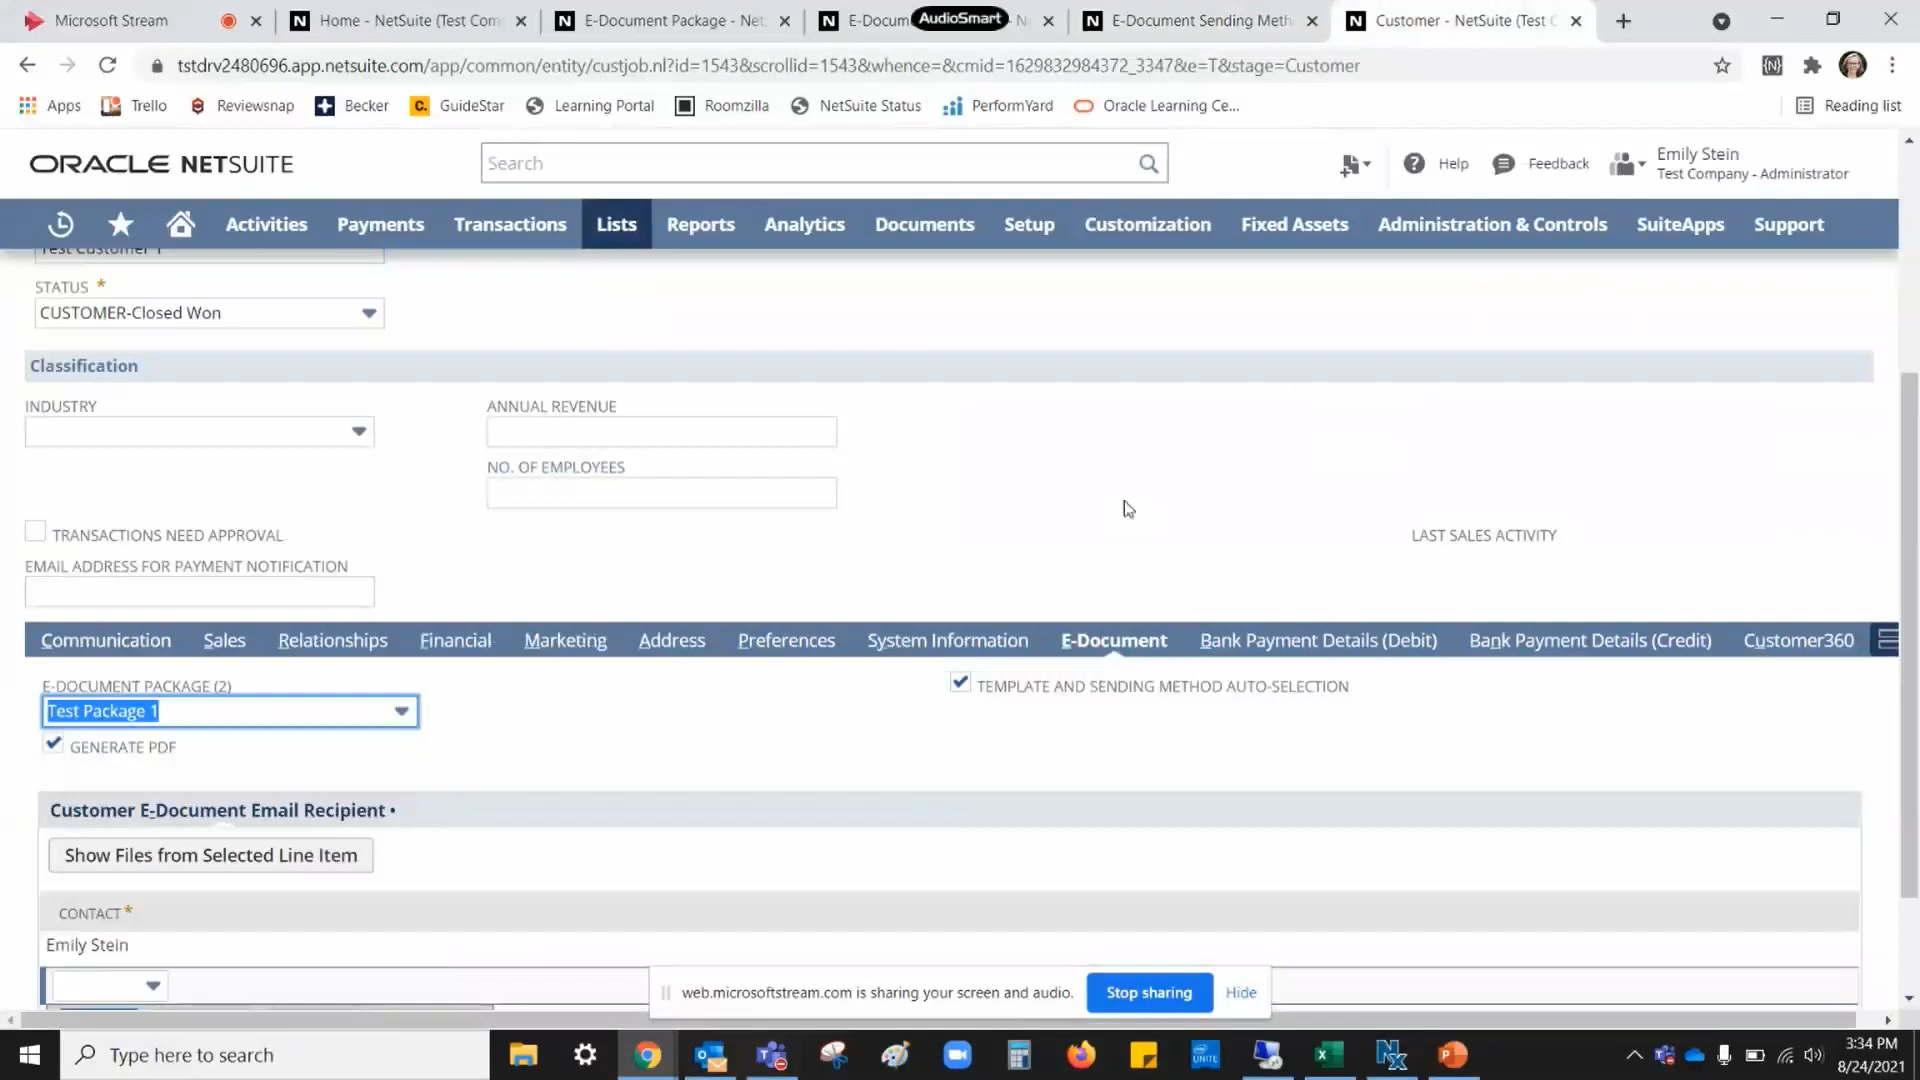 Microsoft Stream
Home - NetSuite (Test Com
E-Document Package - Net
E-Docum
AudioSmart
E-Document Sending Meth
Customer - NetSuite (Test C
tstdrv2480696.app.netsuite.com/app/common/entity/custjob.nl?id=1543&scrollid=1543&whence=&cmid=1629832984372_3347&e=T&stage=Customer
Apps Trello Reviewsnap Becker GuideStar Learning Portal Roomzilla NetSuite Status PerformYard Oracle Learning Ce... Reading list
ORACLE NETSUITE
Search
Help
Feedback
Emily Stein
Test Company - Administrator
Activities Payments Transactions Lists Reports Analytics Documents Setup Customization Fixed Assets Administration & Controls SuiteApps Support
Test Customer 1
STATUS *
CUSTOMER-Closed Won
Classification
INDUSTRY
ANNUAL REVENUE
NO. OF EMPLOYEES
TRANSACTIONS NEED APPROVAL
LAST SALES ACTIVITY
EMAIL ADDRESS FOR PAYMENT NOTIFICATION
Communication Sales Relationships Financial Marketing Address Preferences System Information E-Document Bank Payment Details (Debit) Bank Payment Details (Credit) Customer360
E-DOCUMENT PACKAGE (2)
TEMPLATE AND SENDING METHOD AUTO-SELECTION
Test Package 1
GENERATE PDF
Customer E-Document Email Recipient •
Show Files from Selected Line Item
CONTACT *
Emily Stein
web.microsoftstream.com is sharing your screen and audio. Stop sharing Hide
Type here to search
3:34 PM
8/24/2021